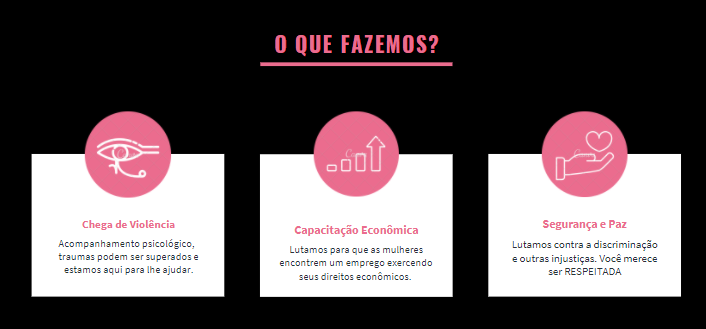 O QUE FAZEMOS?
Chega de Violência
Acompanhamento psicológico,
traumas podem ser superados e
estamos aqui para lhe ajudar.
Capacitação Econômica
Lutamos para que as mulheres
encontrem um emprego exercendo
seus direitos econômicos.
Segurança e Paz
Lutamos contra a discriminação
e outras injustiças. Você merece
ser RESPEITADA